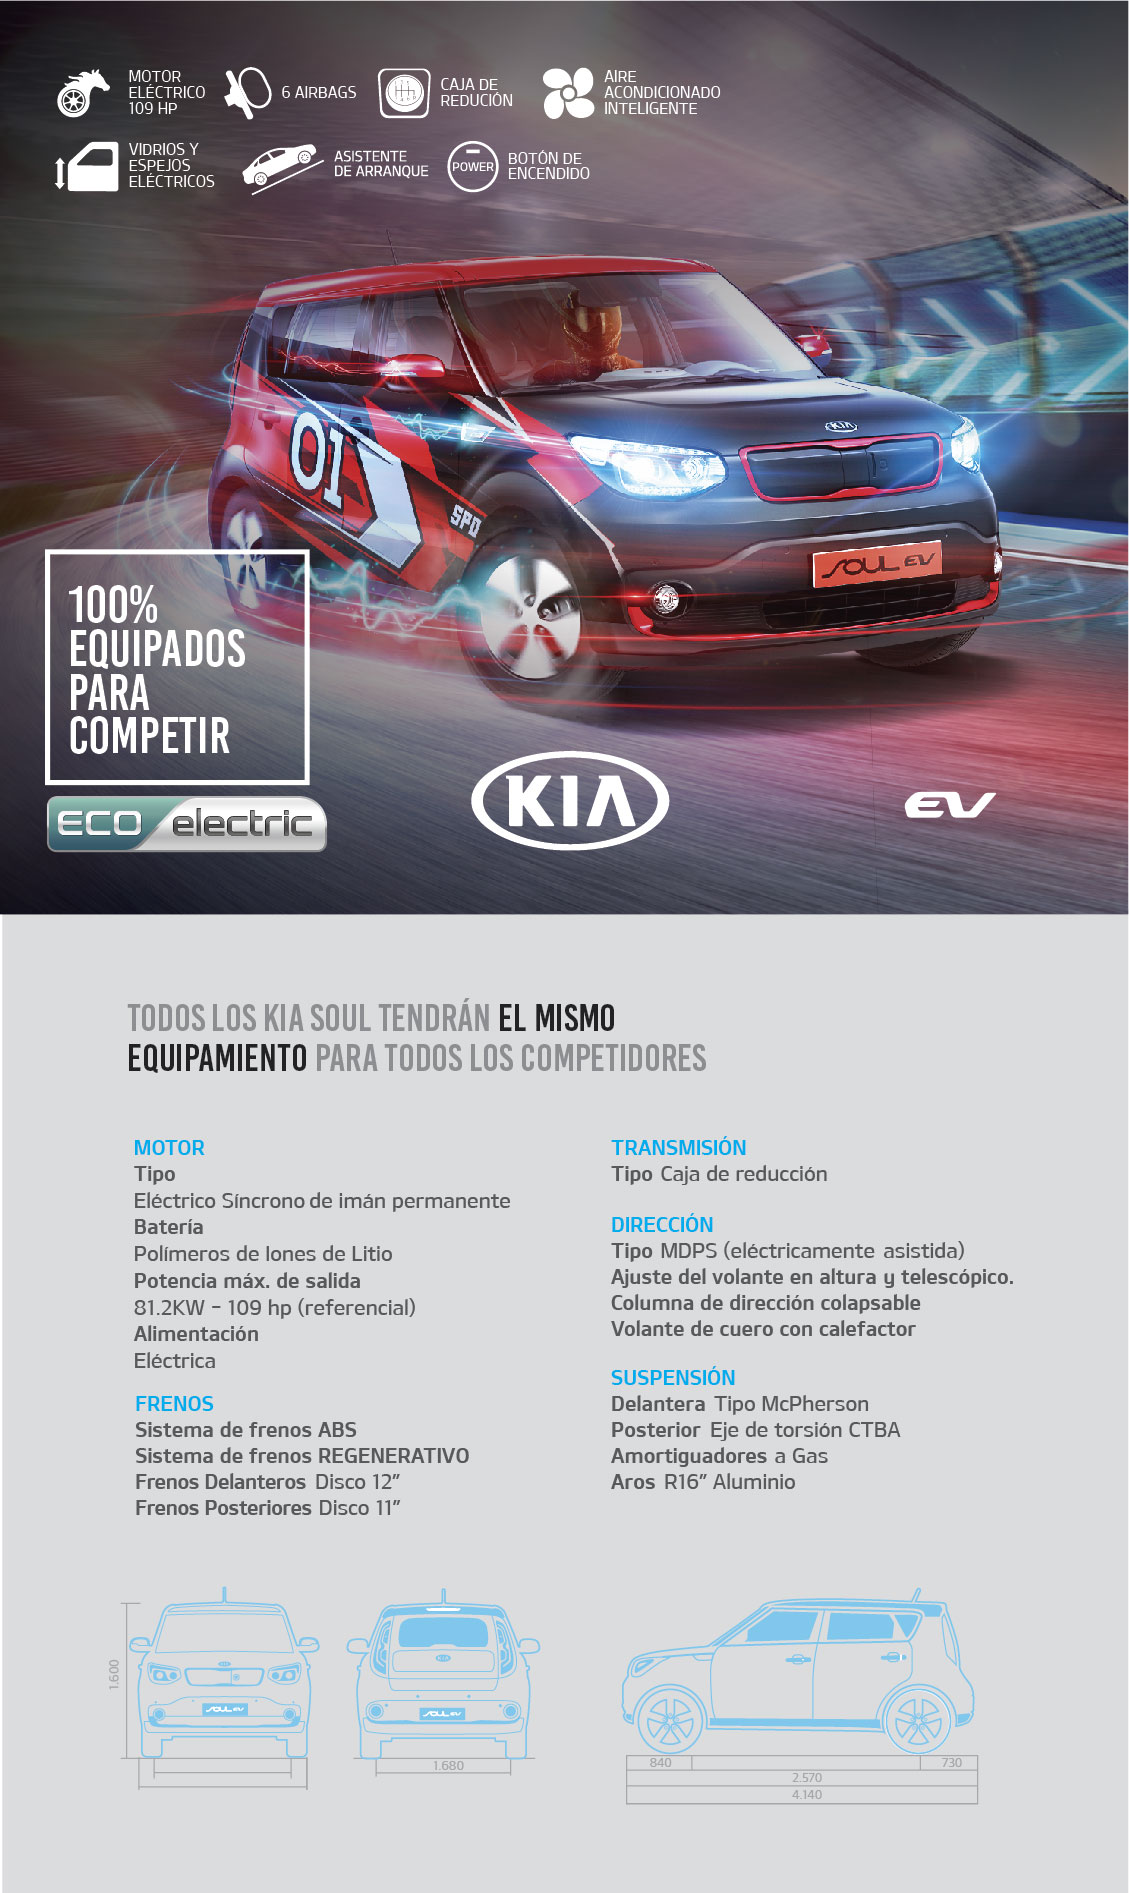 MOTOR
ELÉCTRICO
109 HP
6 AIRBAGS
CAJA DE
REDUCIÓN
AIRE
ACONDICIONADO
INTELIGENTE
VIDRIOS Y
ESPEJOS
ELÉCTRICOS
ASISTENTE
DE ARRANQUE
POWER
BOTÓN DE
ENCENDIDO
KIA
01
SPD
SOUL EV
100%
EQUIPADOS
PARA
COMPETIR
ECO electric
KIA
EV
TODOS LOS KIA SOUL TENDRÁN EL MISMO
EQUIPAMIENTO PARA TODOS LOS COMPETIDORES
MOTOR
Tipo
Eléctrico Síncrono de imán permanente
Batería
Polímeros de Iones de Litio
Potencia máx. de salida
81.2KW - 109 hp (referencial)
Alimentación
Eléctrica
FRENOS
Sistema de frenos ABS
Sistema de frenos REGENERATIVO
Frenos Delanteros Disco 12”
Frenos Posteriores Disco 11”
TRANSMISIÓN
Tipo Caja de reducción
DIRECCIÓN
Tipo MDPS (eléctricamente asistida)
Ajuste del volante en altura y telescópico.
Columna de dirección colapsable
Volante de cuero con calefactor
SUSPENSIÓN
Delantera Tipo McPherson
Posterior Eje de torsión CTBA
Amortiguadores a Gas
Aros R16” Aluminio
1.600
KIA
SOUL EV
KIA
SOUL EV
1.680
840
730
2.570
4.140